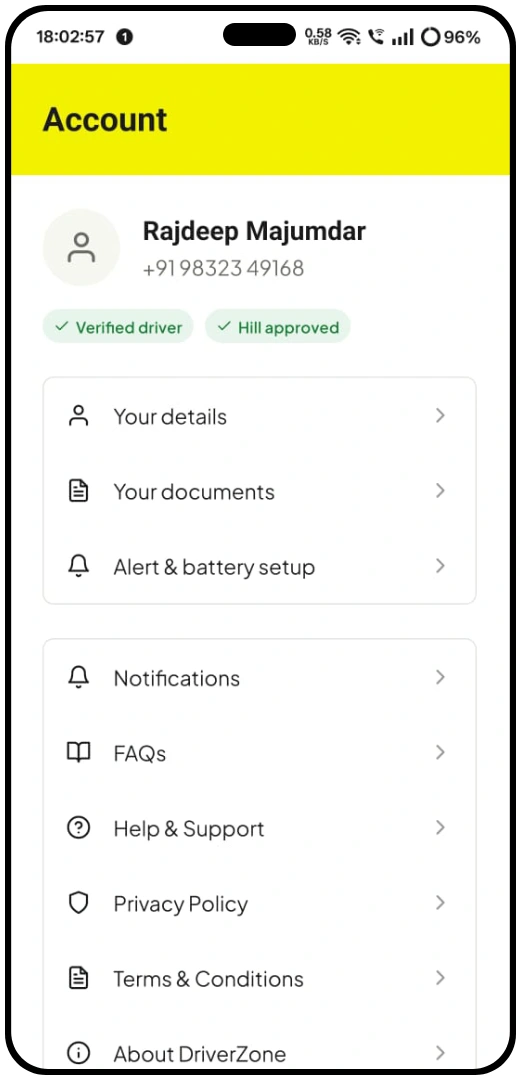 18:02:57 1 0.58 KB/S 96%
Account
Rajdeep Majumdar
+91 98323 49168
Verified driver Hill approved
Your details
Your documents
Alert & battery setup
Notifications
FAQs
Help & Support
Privacy Policy
Terms & Conditions
About DriverZone